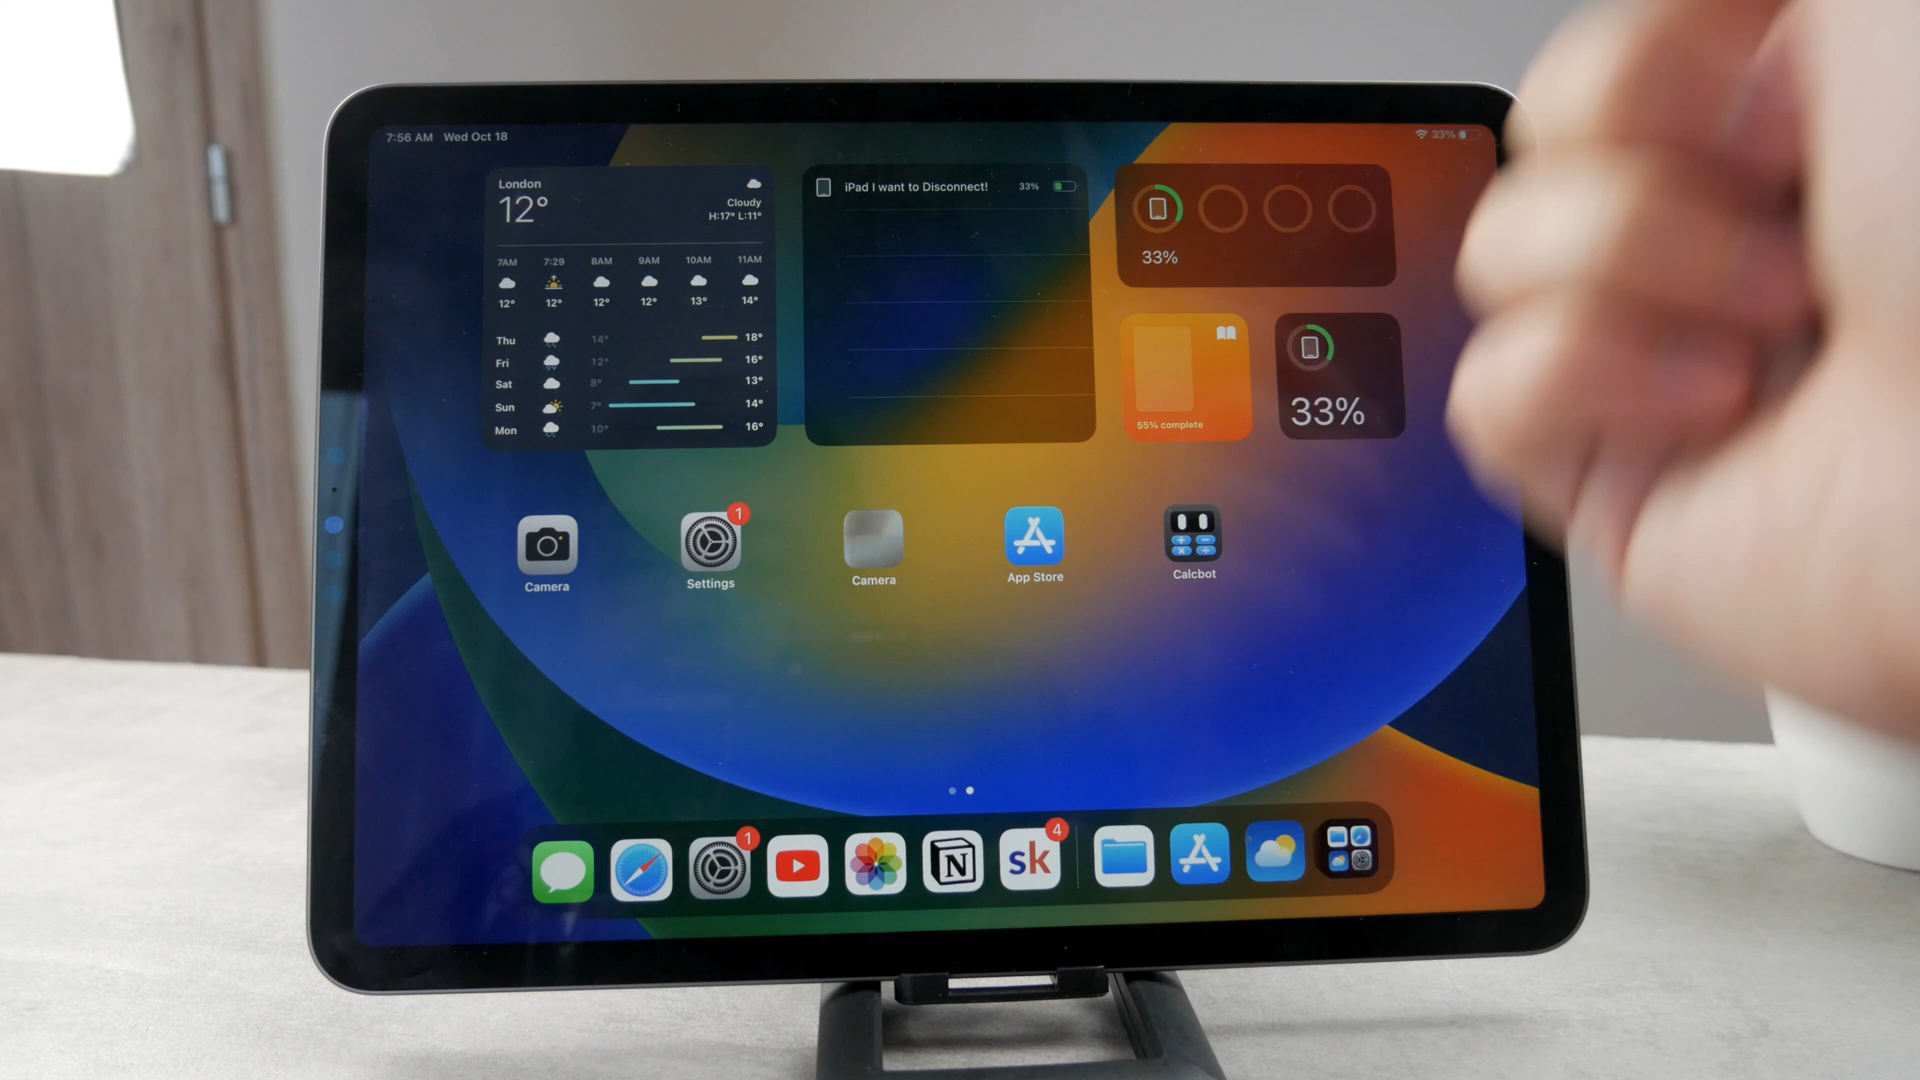 7:56 AM Wed Oct 18
33%
London
12°
Cloudy
H:17° L:11°
7AM 7:29 8AM 9AM 10AM 11AM
12° 12° 12° 12° 13° 14°
Thu 14° 18°
Fri 12° 16°
Sat 8° 13°
Sun 7° 14°
Mon 10° 16°
iPad I want to Disconnect! 33%
33%
55% complete
33%
1
Camera Settings Camera App Store Calcbot
1
4
N
sk